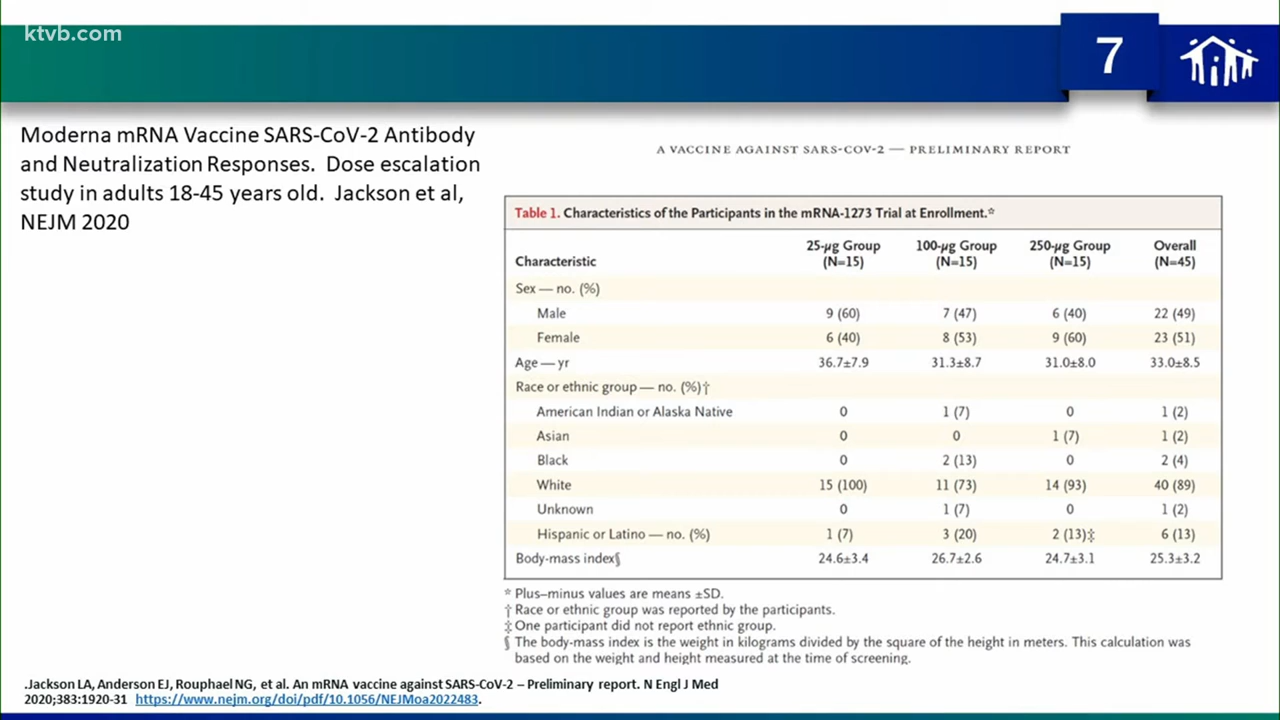 ktvb.com
7
Moderna mRNA Vaccine SARS-CoV-2 Antibody
and Neutralization Responses. Dose escalation
study in adults 18-45 years old. Jackson et al,
NEJM 2020
A VACCINE AGAINST SARS-COV-2 — PRELIMINARY REPORT
Table 1. Characteristics of the Participants in the mRNA-1273 Trial at Enrollment.*
Characteristic 25-μg Group (N=15) 100-μg Group (N=15) 250-μg Group (N=15) Overall (N=45)
Sex — no. (%)
Male 9 (60) 7 (47) 6 (40) 22 (49)
Female 6 (40) 8 (53) 9 (60) 23 (51)
Age — yr 36.7±7.9 31.3±8.7 31.0±8.0 33.0±8.5
Race or ethnic group — no. (%)†
American Indian or Alaska Native 0 1 (7) 0 1 (2)
Asian 0 0 1 (7) 1 (2)
Black 0 2 (13) 0 2 (4)
White 15 (100) 11 (73) 14 (93) 40 (89)
Unknown 0 1 (7) 0 1 (2)
Hispanic or Latino — no. (%) 1 (7) 3 (20) 2 (13)‡ 6 (13)
Body-mass index§ 24.6±3.4 26.7±2.6 24.7±3.1 25.3±3.2
* Plus–minus values are means ±SD.
† Race or ethnic group was reported by the participants.
‡ One participant did not report ethnic group.
§ The body-mass index is the weight in kilograms divided by the square of the height in meters. This calculation was
based on the weight and height measured at the time of screening.
.Jackson LA, Anderson EJ, Rouphael NG, et al. An mRNA vaccine against SARS-CoV-2 – Preliminary report. N Engl J Med
2020;383:1920-31 https://www.nejm.org/doi/pdf/10.1056/NEJMoa2022483.